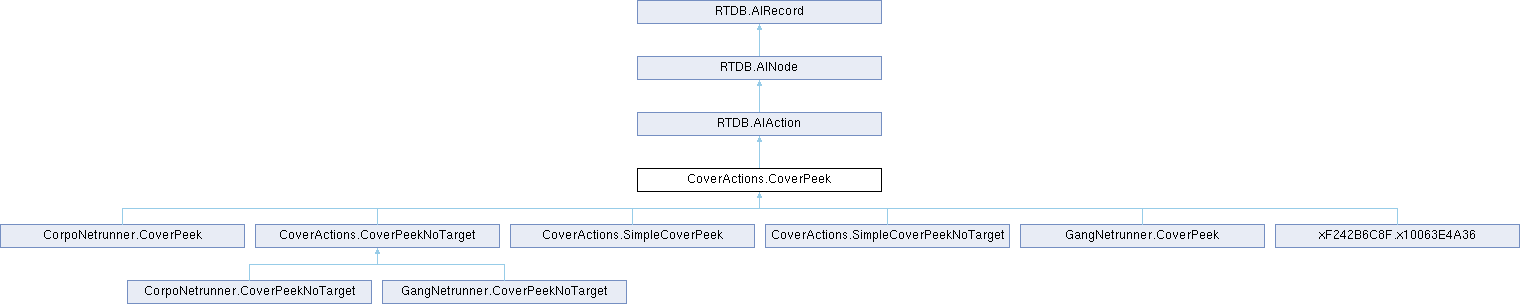 RTDB.AIRecord
RTDB.AINode
RTDB.AIAction
CoverActions.CoverPeek
CorpoNetrunner.CoverPeek
CoverActions.CoverPeekNoTarget
CoverActions.SimpleCoverPeek
CoverActions.SimpleCoverPeekNoTarget
GangNetrunner.CoverPeek
xF242B6C8F.x10063E4A36
CorpoNetrunner.CoverPeekNoTarget
GangNetrunner.CoverPeekNoTarget